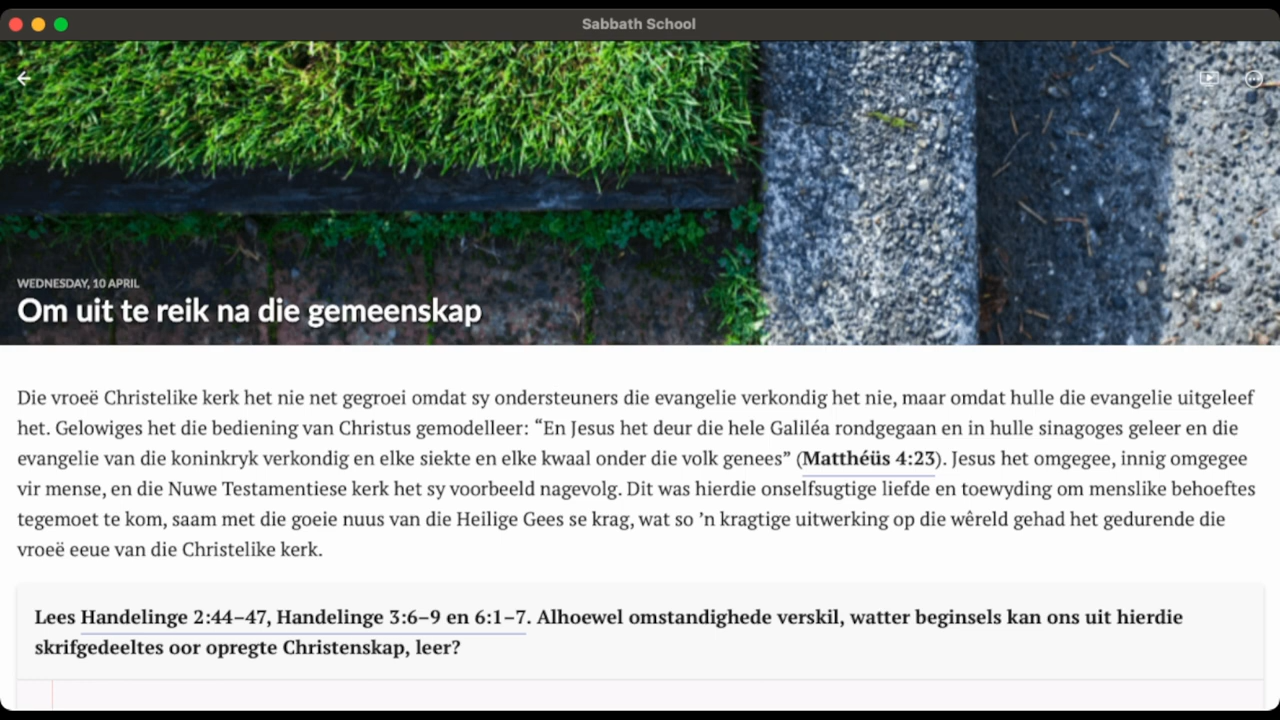 Sabbath School
WEDNESDAY, 10 APRIL
Om uit te reik na die gemeenskap
Die vroeë Christelike kerk het nie net gegroei omdat sy ondersteuners die evangelie verkondig het nie, maar omdat hulle die evangelie uitgeleef
het. Gelowiges het die bediening van Christus gemodelleer: “En Jesus het deur die hele Galiléa rondgegaan en in hulle sinagoges geleer en die
evangelie van die koninkryk verkondig en elke siekte en elke kwaal onder die volk genees” (Matthéüs 4:23). Jesus het omgegee, innig omgegee
vir mense, en die Nuwe Testamentiese kerk het sy voorbeeld nagevolg. Dit was hierdie onselfsugtige liefde en toewyding om menslike behoeftes
tegemoet te kom, saam met die goeie nuus van die Heilige Gees se krag, wat so ’n kragtige uitwerking op die wêreld gehad het gedurende die
vroeë eeue van die Christelike kerk.
Lees Handelinge 2:44–47, Handelinge 3:6–9 en 6:1–7. Alhoewel omstandighede verskil, watter beginsels kan ons uit hierdie
skrifgedeeltes oor opregte Christenskap, leer?